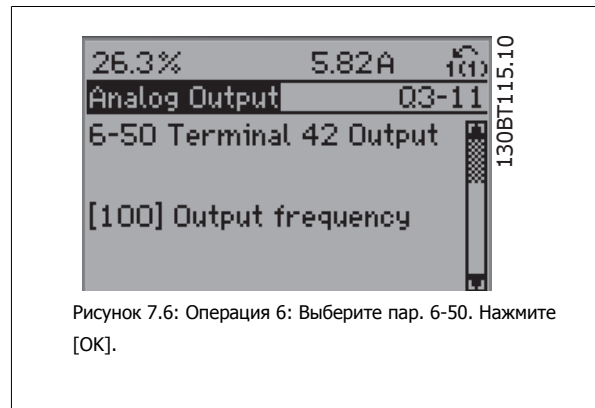 26.3% 5.82A 1(1)
Analog Output Q3-11
6-50 Terminal 42 Output
[100] Output frequency
130BT115.10
Рисунок 7.6: Операция 6: Выберите пар. 6-50. Нажмите
[OK].